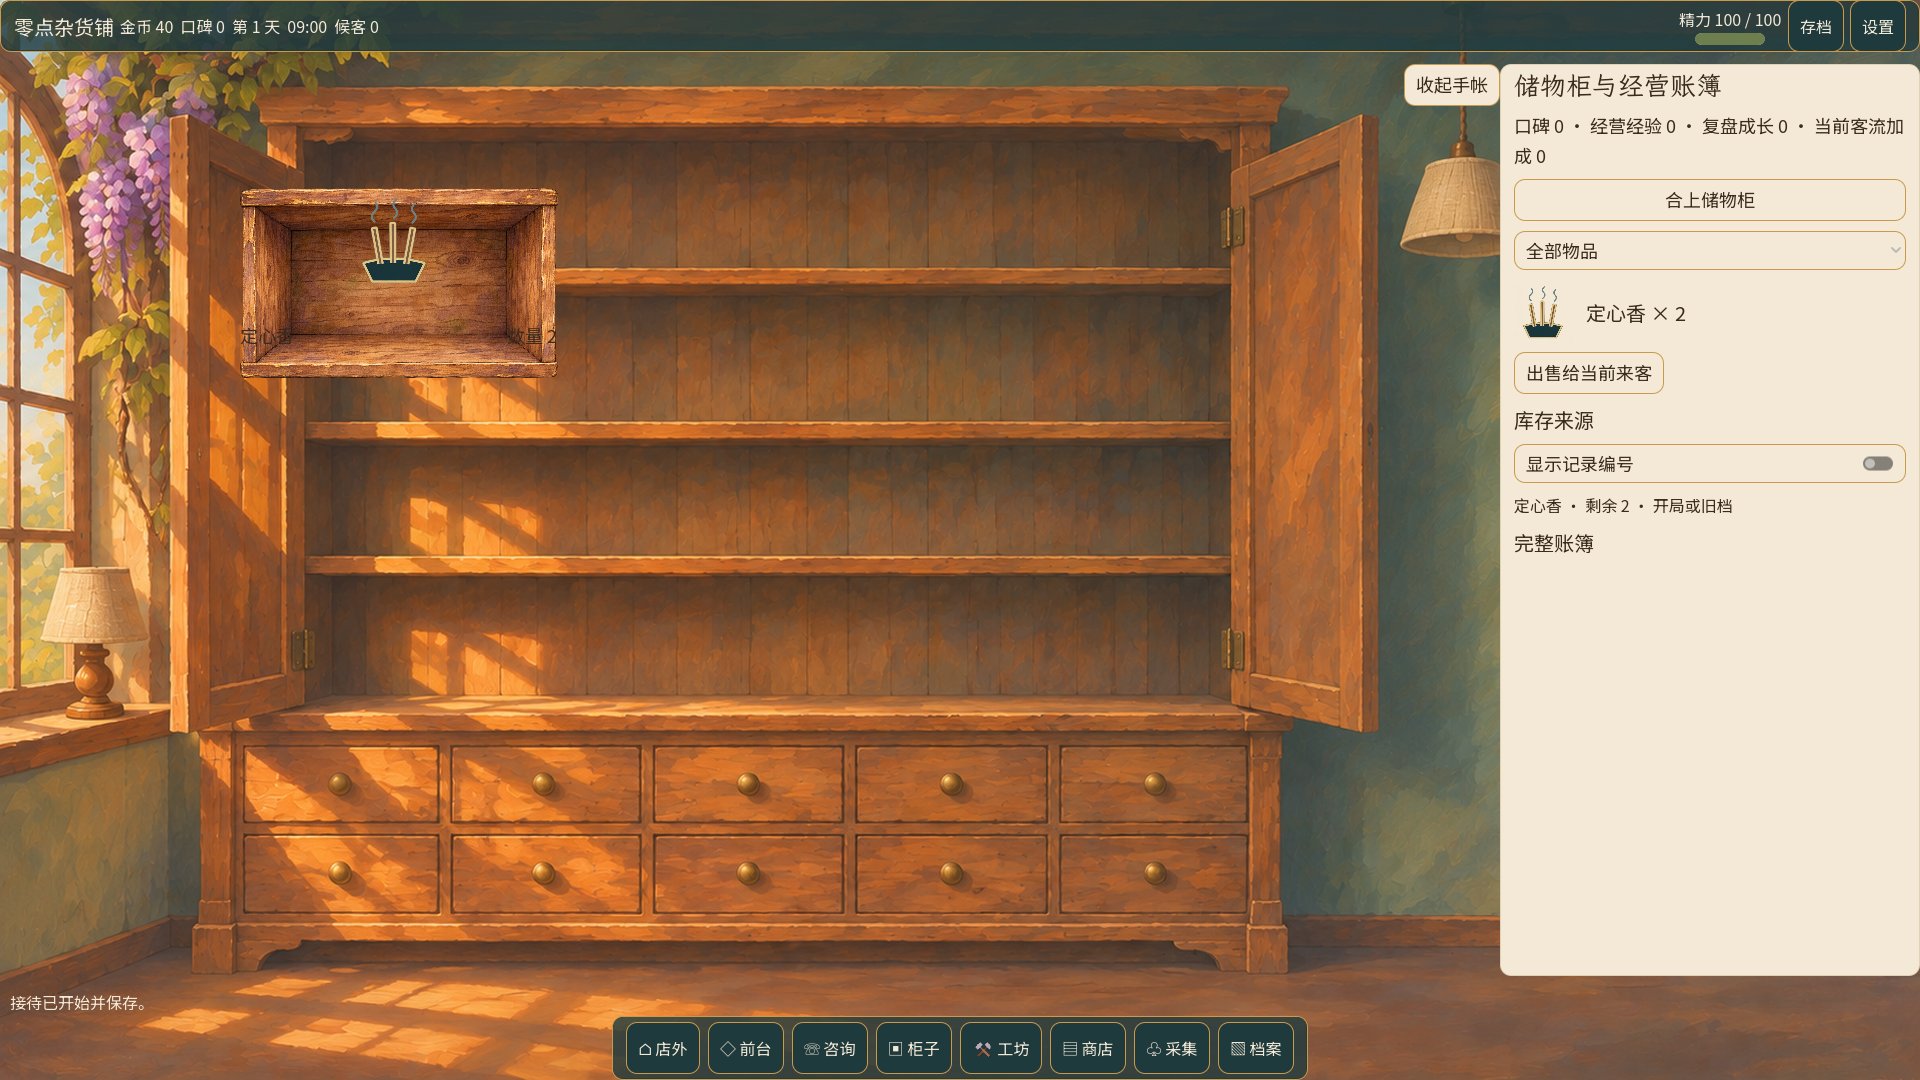 零点杂货铺 金币 40 口碑 0 第 1 天 09:00 候客 0
精力 100 / 100
存档
设置
收起手帐
储物柜与经营账簿
口碑 0 • 经营经验 0 • 复盘成长 0 • 当前客流加
成 0
合上储物柜
全部物品
定心香 × 2
出售给当前来客
库存来源
显示记录编号
定心香 • 剩余 2 • 开局或旧档
完整账簿
定心香
数量 2
接待已开始并保存。
店外
前台
咨询
柜子
工坊
商店
采集
档案